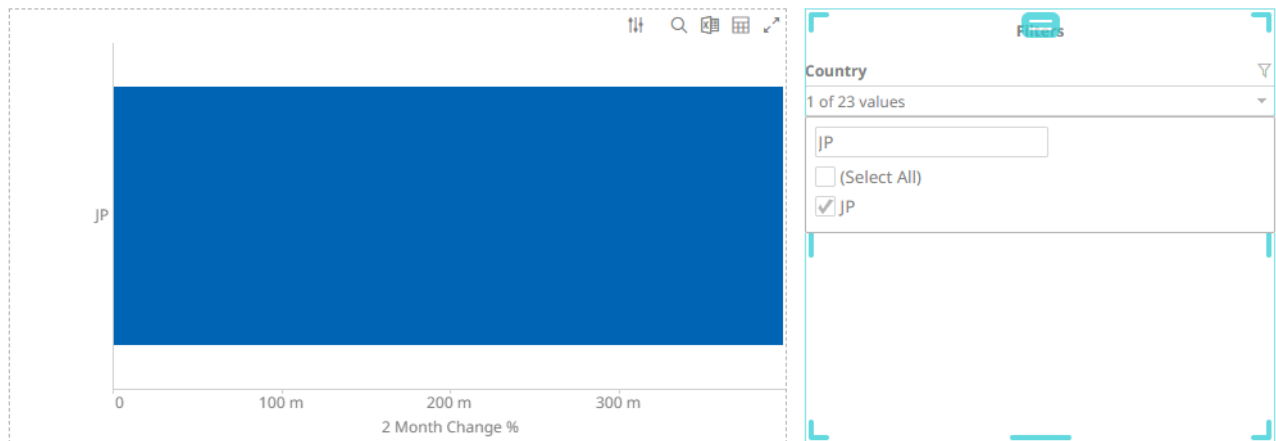 JP
0
100 m
200 m
300 m
2 Month Change %
Filters
Country
1 of 23 values
JP
(Select All)
JP